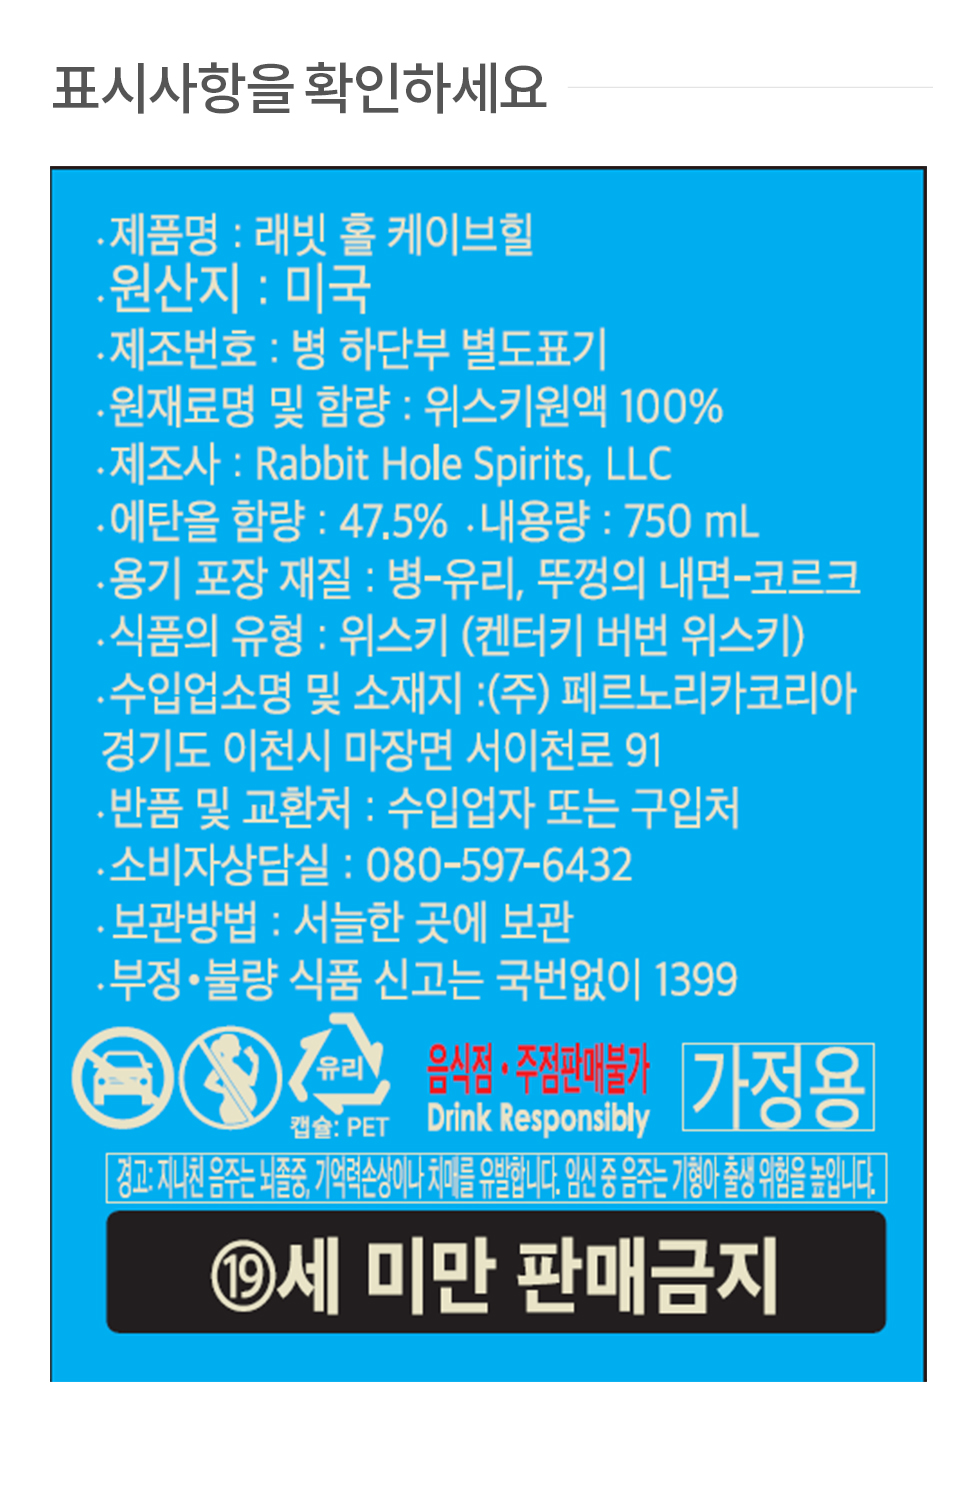 표시사항을 확인하세요
·제품명 : 래빗 홀 케이브힐
·원산지 : 미국
·제조번호 : 병 하단부 별도표기
·원재료명 및 함량 : 위스키원액 100%
·제조사 : Rabbit Hole Spirits, LLC
·에탄올 함량 : 47.5% ·내용량 : 750 mL
·용기 포장 재질 : 병-유리, 뚜껑의 내면-코르크
·식품의 유형 : 위스키 (켄터키 버번 위스키)
·수입업소명 및 소재지 :(주) 페르노리카코리아
경기도 이천시 마장면 서이천로 91
·반품 및 교환처 : 수입업자 또는 구입처
·소비자상담실 : 080-597-6432
·보관방법 : 서늘한 곳에 보관
·부정•불량 식품 신고는 국번없이 1399
유리
캡슐: PET
음식점 · 주점판매불가
Drink Responsibly
가정용
경고: 지나친 음주는 뇌졸중, 기억력손상이나 치매를 유발합니다. 임신 중 음주는 기형아 출생 위험을 높입니다.
⑲세 미만 판매금지